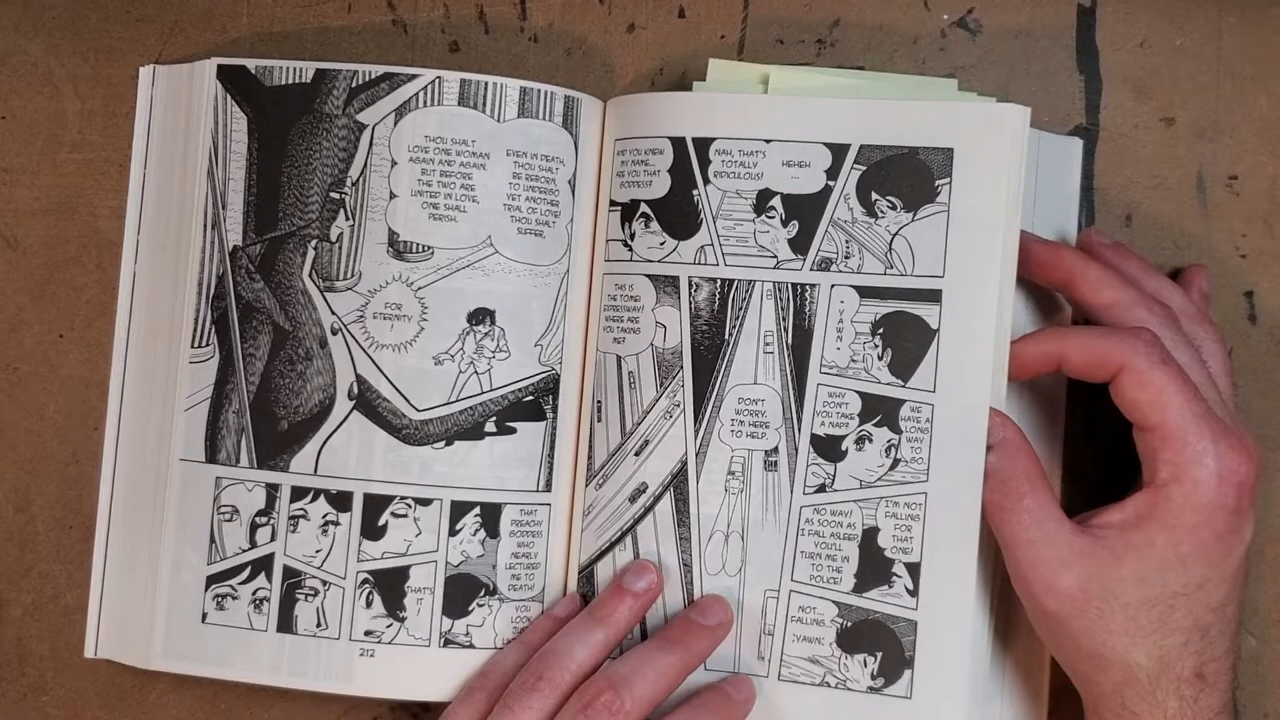 THOU SHALT
LOVE ONE WOMAN
AGAIN AND AGAIN.
BUT BEFORE
THE TWO ARE
UNITED IN LOVE,
ONE SHALL
PERISH.
EVEN IN DEATH,
THOU SHALT
BE REBORN,
TO UNDERGO
YET ANOTHER
TRIAL OF LOVE!
THOU SHALT
SUFFER,
FOR
ETERNITY
!
THAT'S
IT
THAT
PREACHY
GODDESS
WHO
NEARLY
LECTURED
ME TO
DEATH!
YOU
LOOK
212
AND YOU KNEW
MY NAME...
ARE YOU THAT
GODDESS?
NAH, THAT'S
TOTALLY
RIDICULOUS!
HEHEH
...
THIS IS
THE TOMEI
EXPRESSWAY!
WHERE ARE
YOU TAKING
ME?
DON'T
WORRY.
I'M HERE
TO HELP.
*YAWN*
WHY
DON'T
YOU TAKE
A NAP?
WE HAVE
A LONG
WAY TO
GO.
NO WAY!
AS SOON AS
I FALL ASLEEP,
YOU'LL
TURN ME IN
TO THE
POLICE!
I'M NOT
FALLING
FOR
THAT
ONE!
NOT...
FALLING...
*YAWN*